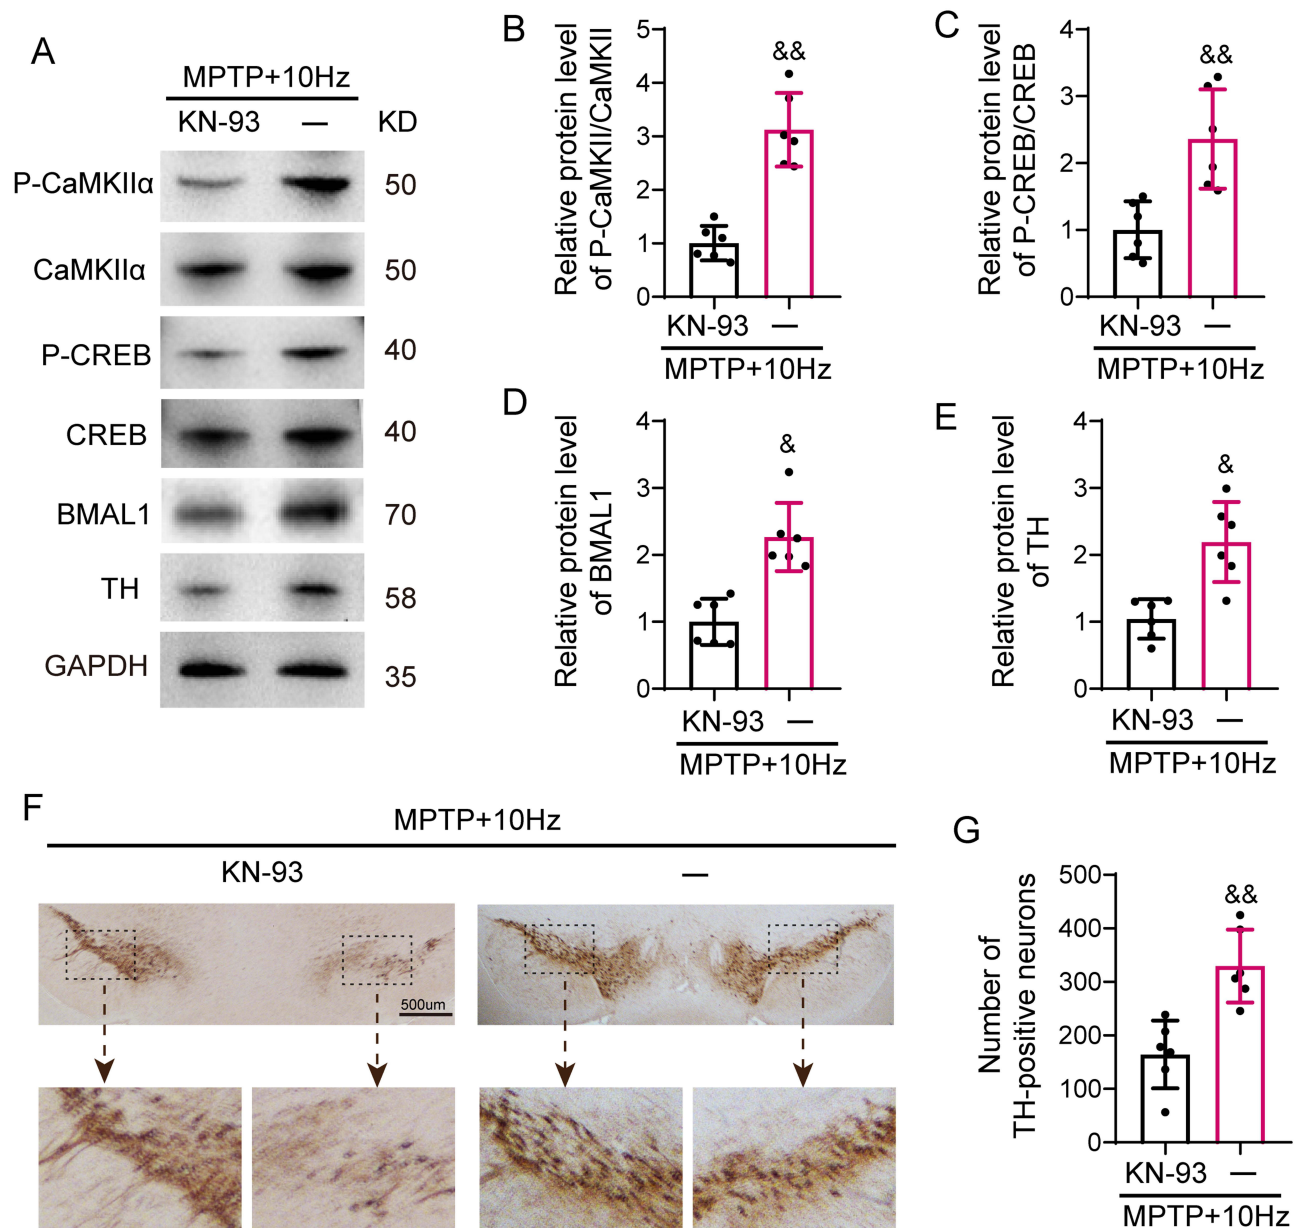 A
MPTP+10Hz
KN-93 — KD
P-CaMKIIα 50
CaMKIIα 50
P-CREB 40
CREB 40
BMAL1 70
TH 58
GAPDH 35
B
Relative protein level
of P-CaMKII/CaMKII
5
4
3
2
1
0
&&
KN-93 —
MPTP+10Hz
C
Relative protein level
of P-CREB/CREB
4
3
2
1
0
&&
KN-93 —
MPTP+10Hz
D
Relative protein level
of BMAL1
4
3
2
1
0
&
KN-93 —
MPTP+10Hz
E
Relative protein level
of TH
4
3
2
1
0
&
KN-93 —
MPTP+10Hz
F
MPTP+10Hz
KN-93 —
500um
G
Number of
TH-positive neurons
500
400
300
200
100
0
&&
KN-93 —
MPTP+10Hz